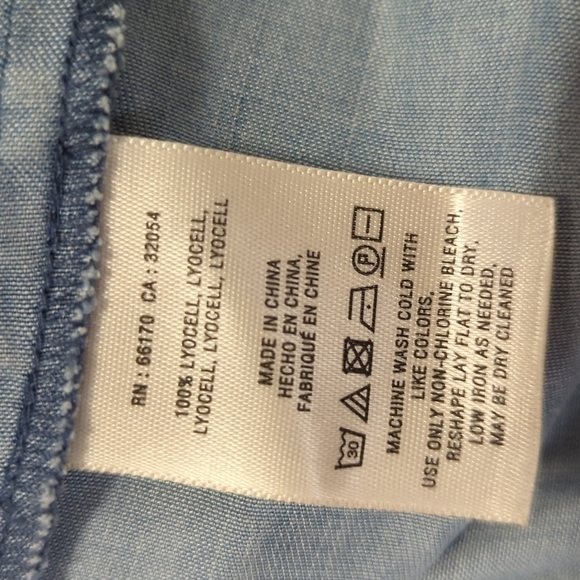 RN : 66170 CA : 32054
100% LYOCELL, LYOCELL,
LYOCELL, LYOCELL, LYOCELL
MADE IN CHINA
HECHO EN CHINA,
FABRIQUÉ EN CHINE
30
P
MACHINE WASH COLD WITH
LIKE COLORS,
USE ONLY NON-CHLORINE BLEACH,
RESHAPE LAY FLAT TO DRY,
LOW IRON AS NEEDED,
MAY BE DRY CLEANED